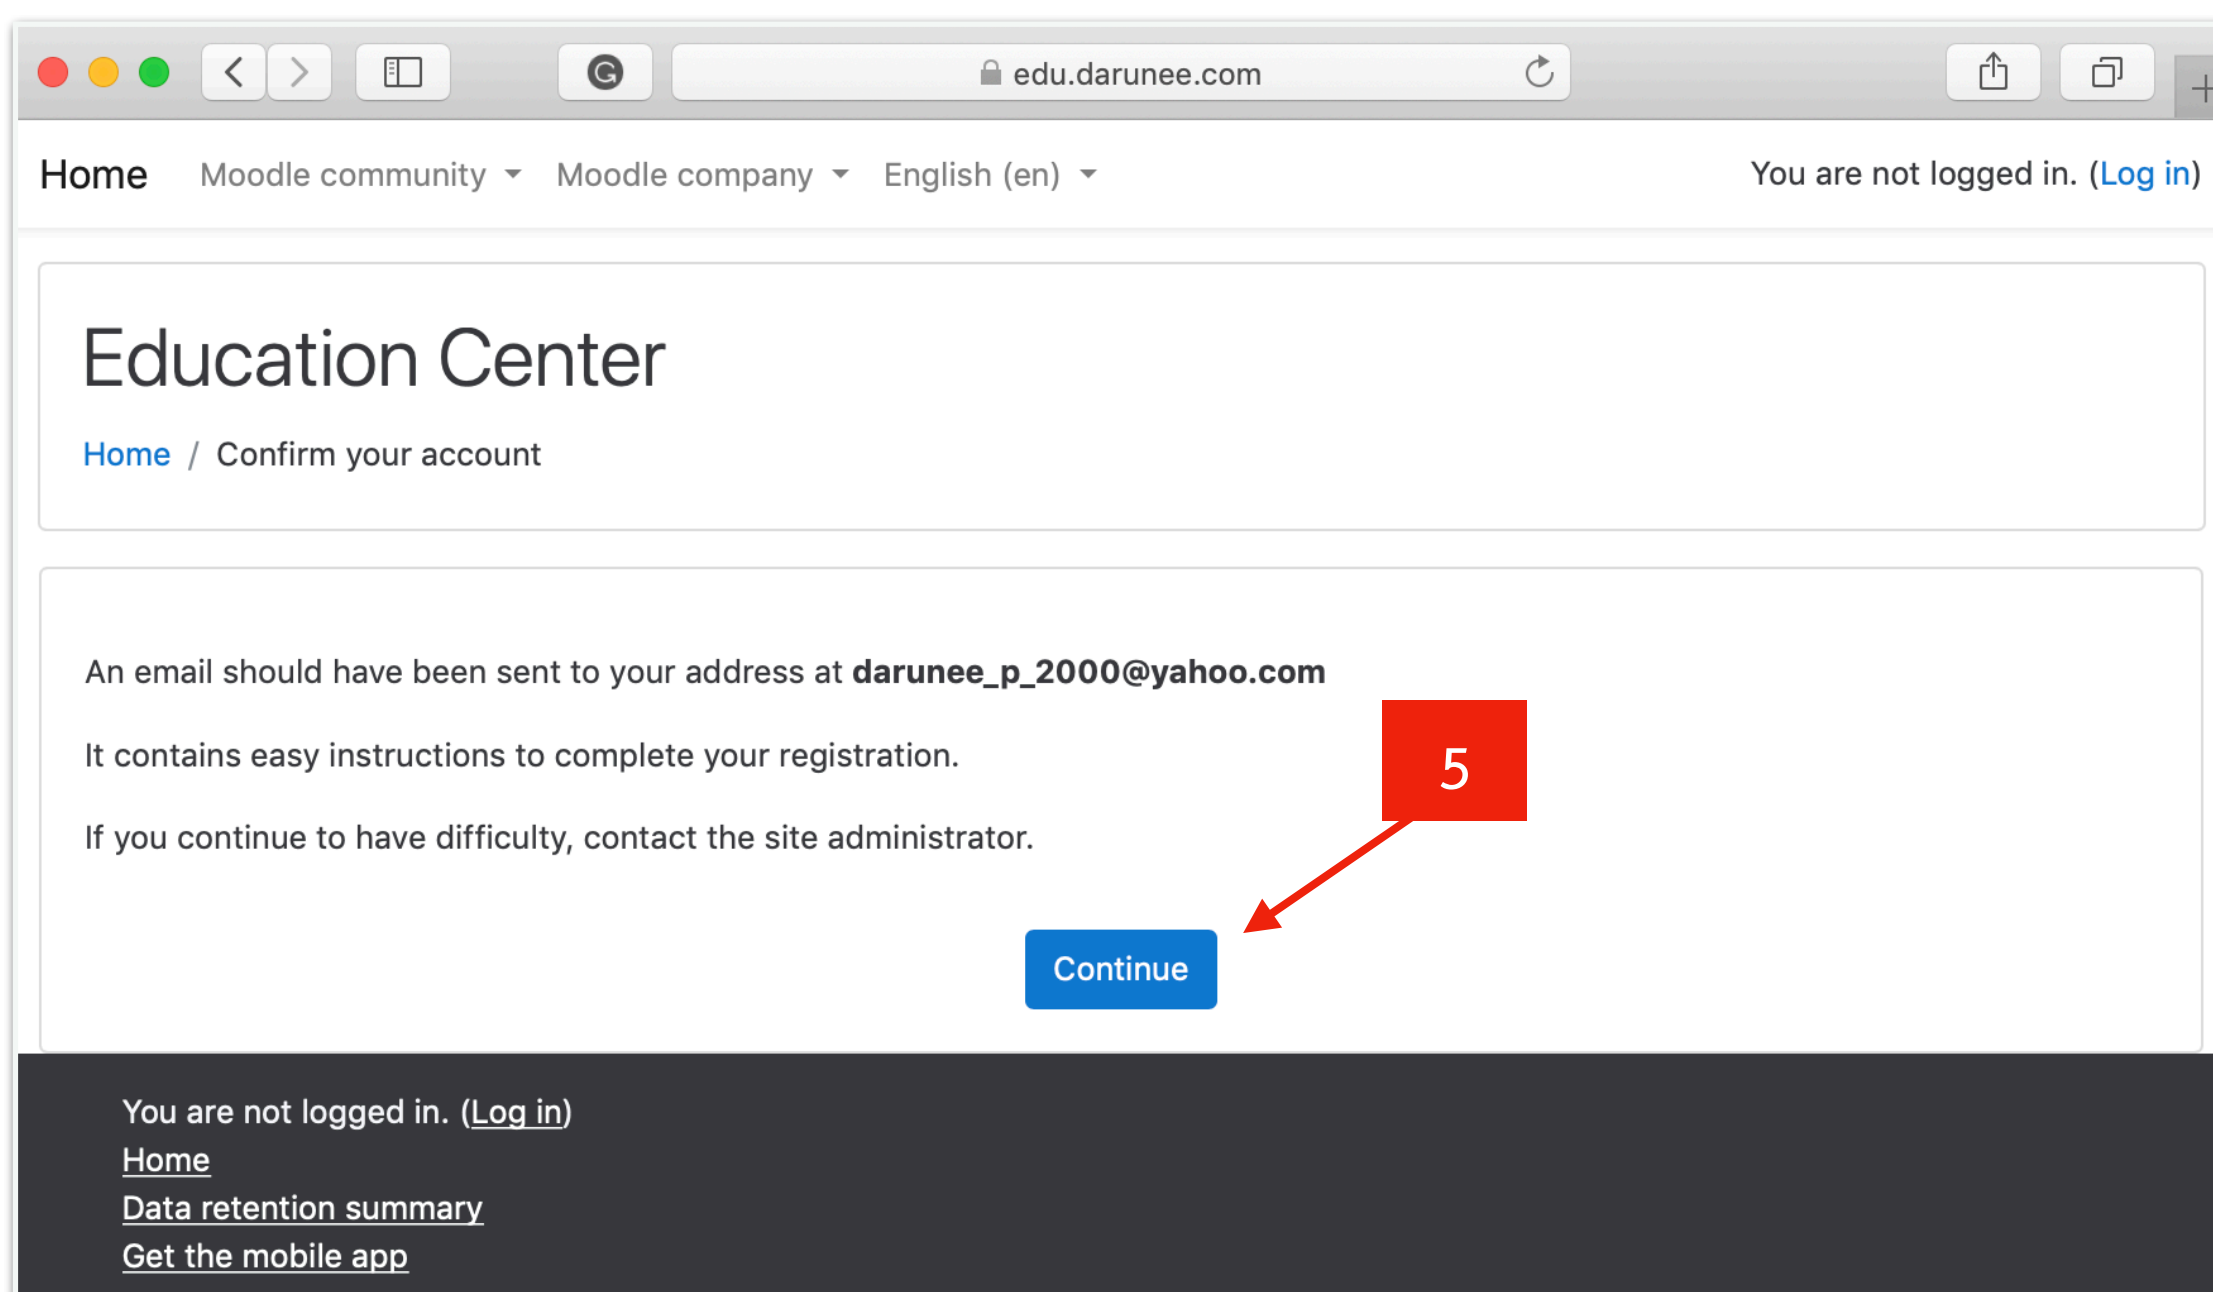 edu.darunee.com
Home Moodle community Moodle company English (en) You are not logged in. (Log in)
Education Center
Home / Confirm your account
An email should have been sent to your address at darunee_p_2000@yahoo.com
It contains easy instructions to complete your registration.
5
If you continue to have difficulty, contact the site administrator.
Continue
You are not logged in. (Log in)
Home
Data retention summary
Get the mobile app